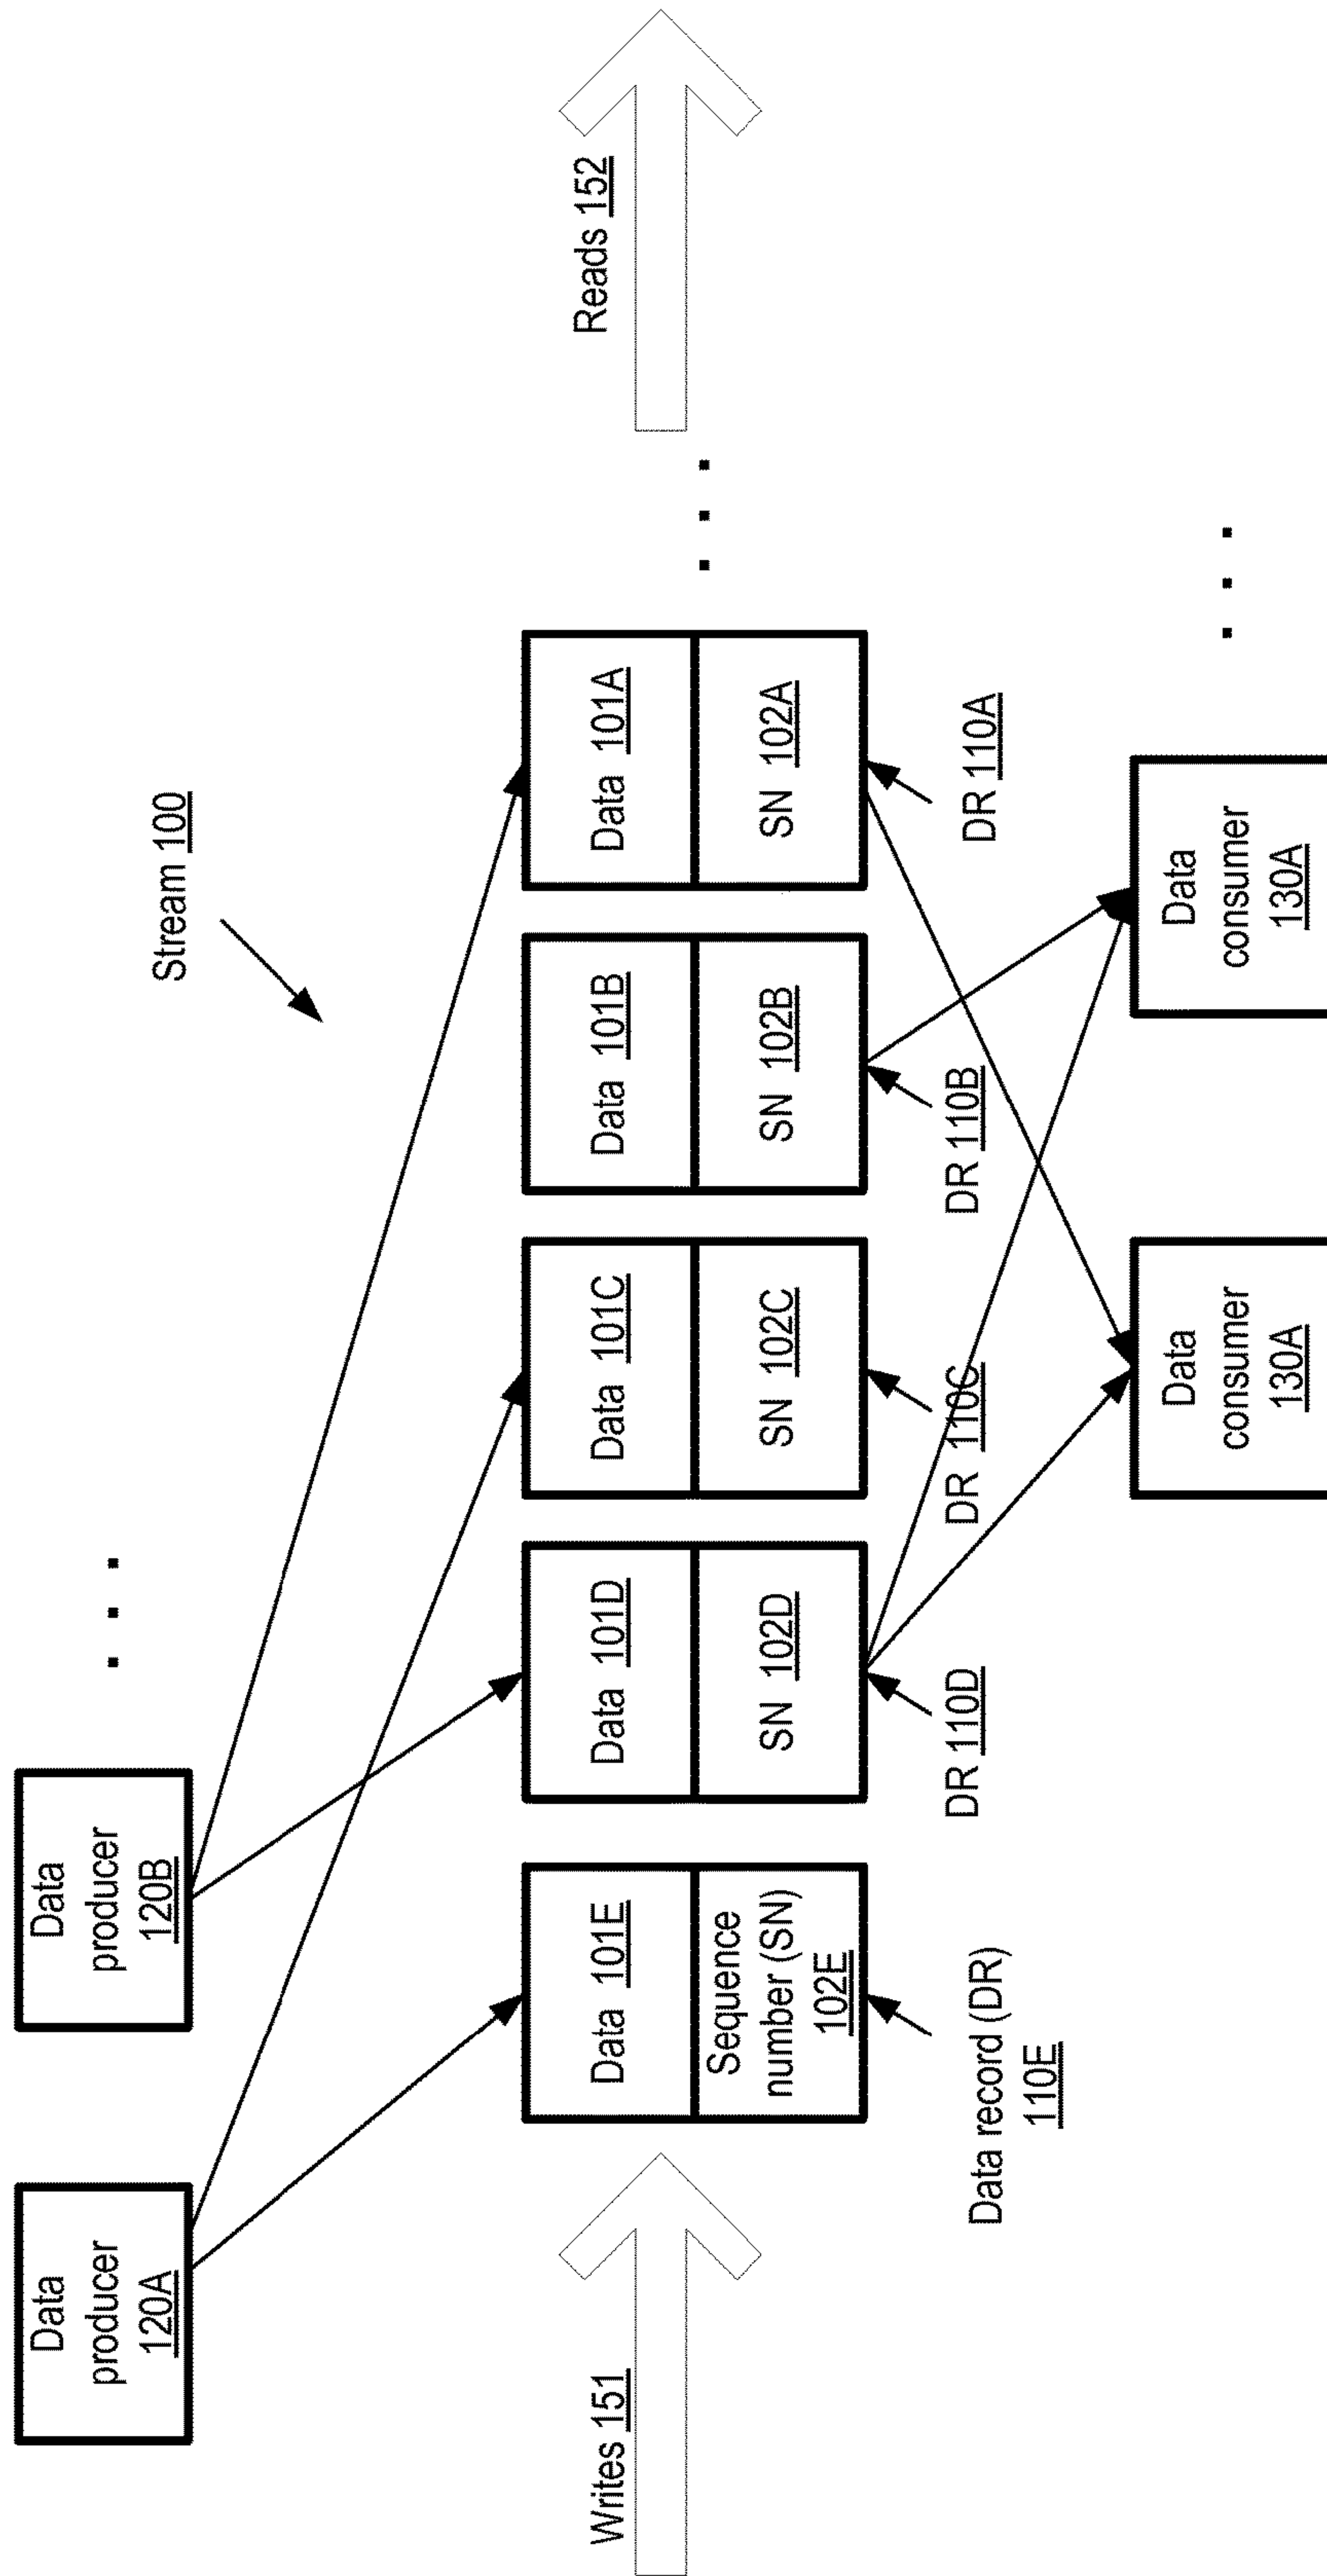 Data
producer
120A
Data
producer
120B
Stream 100
Writes 151
Reads 152
Data 101E
Data 101D
Data 101C
Data 101B
Data 101A
Sequence
number (SN)
102E
SN 102D
SN 102C
SN 102B
SN 102A
Data record (DR)
110E
DR 110D
DR 110C
DR 110B
DR 110A
Data
consumer
130A
Data
consumer
130A